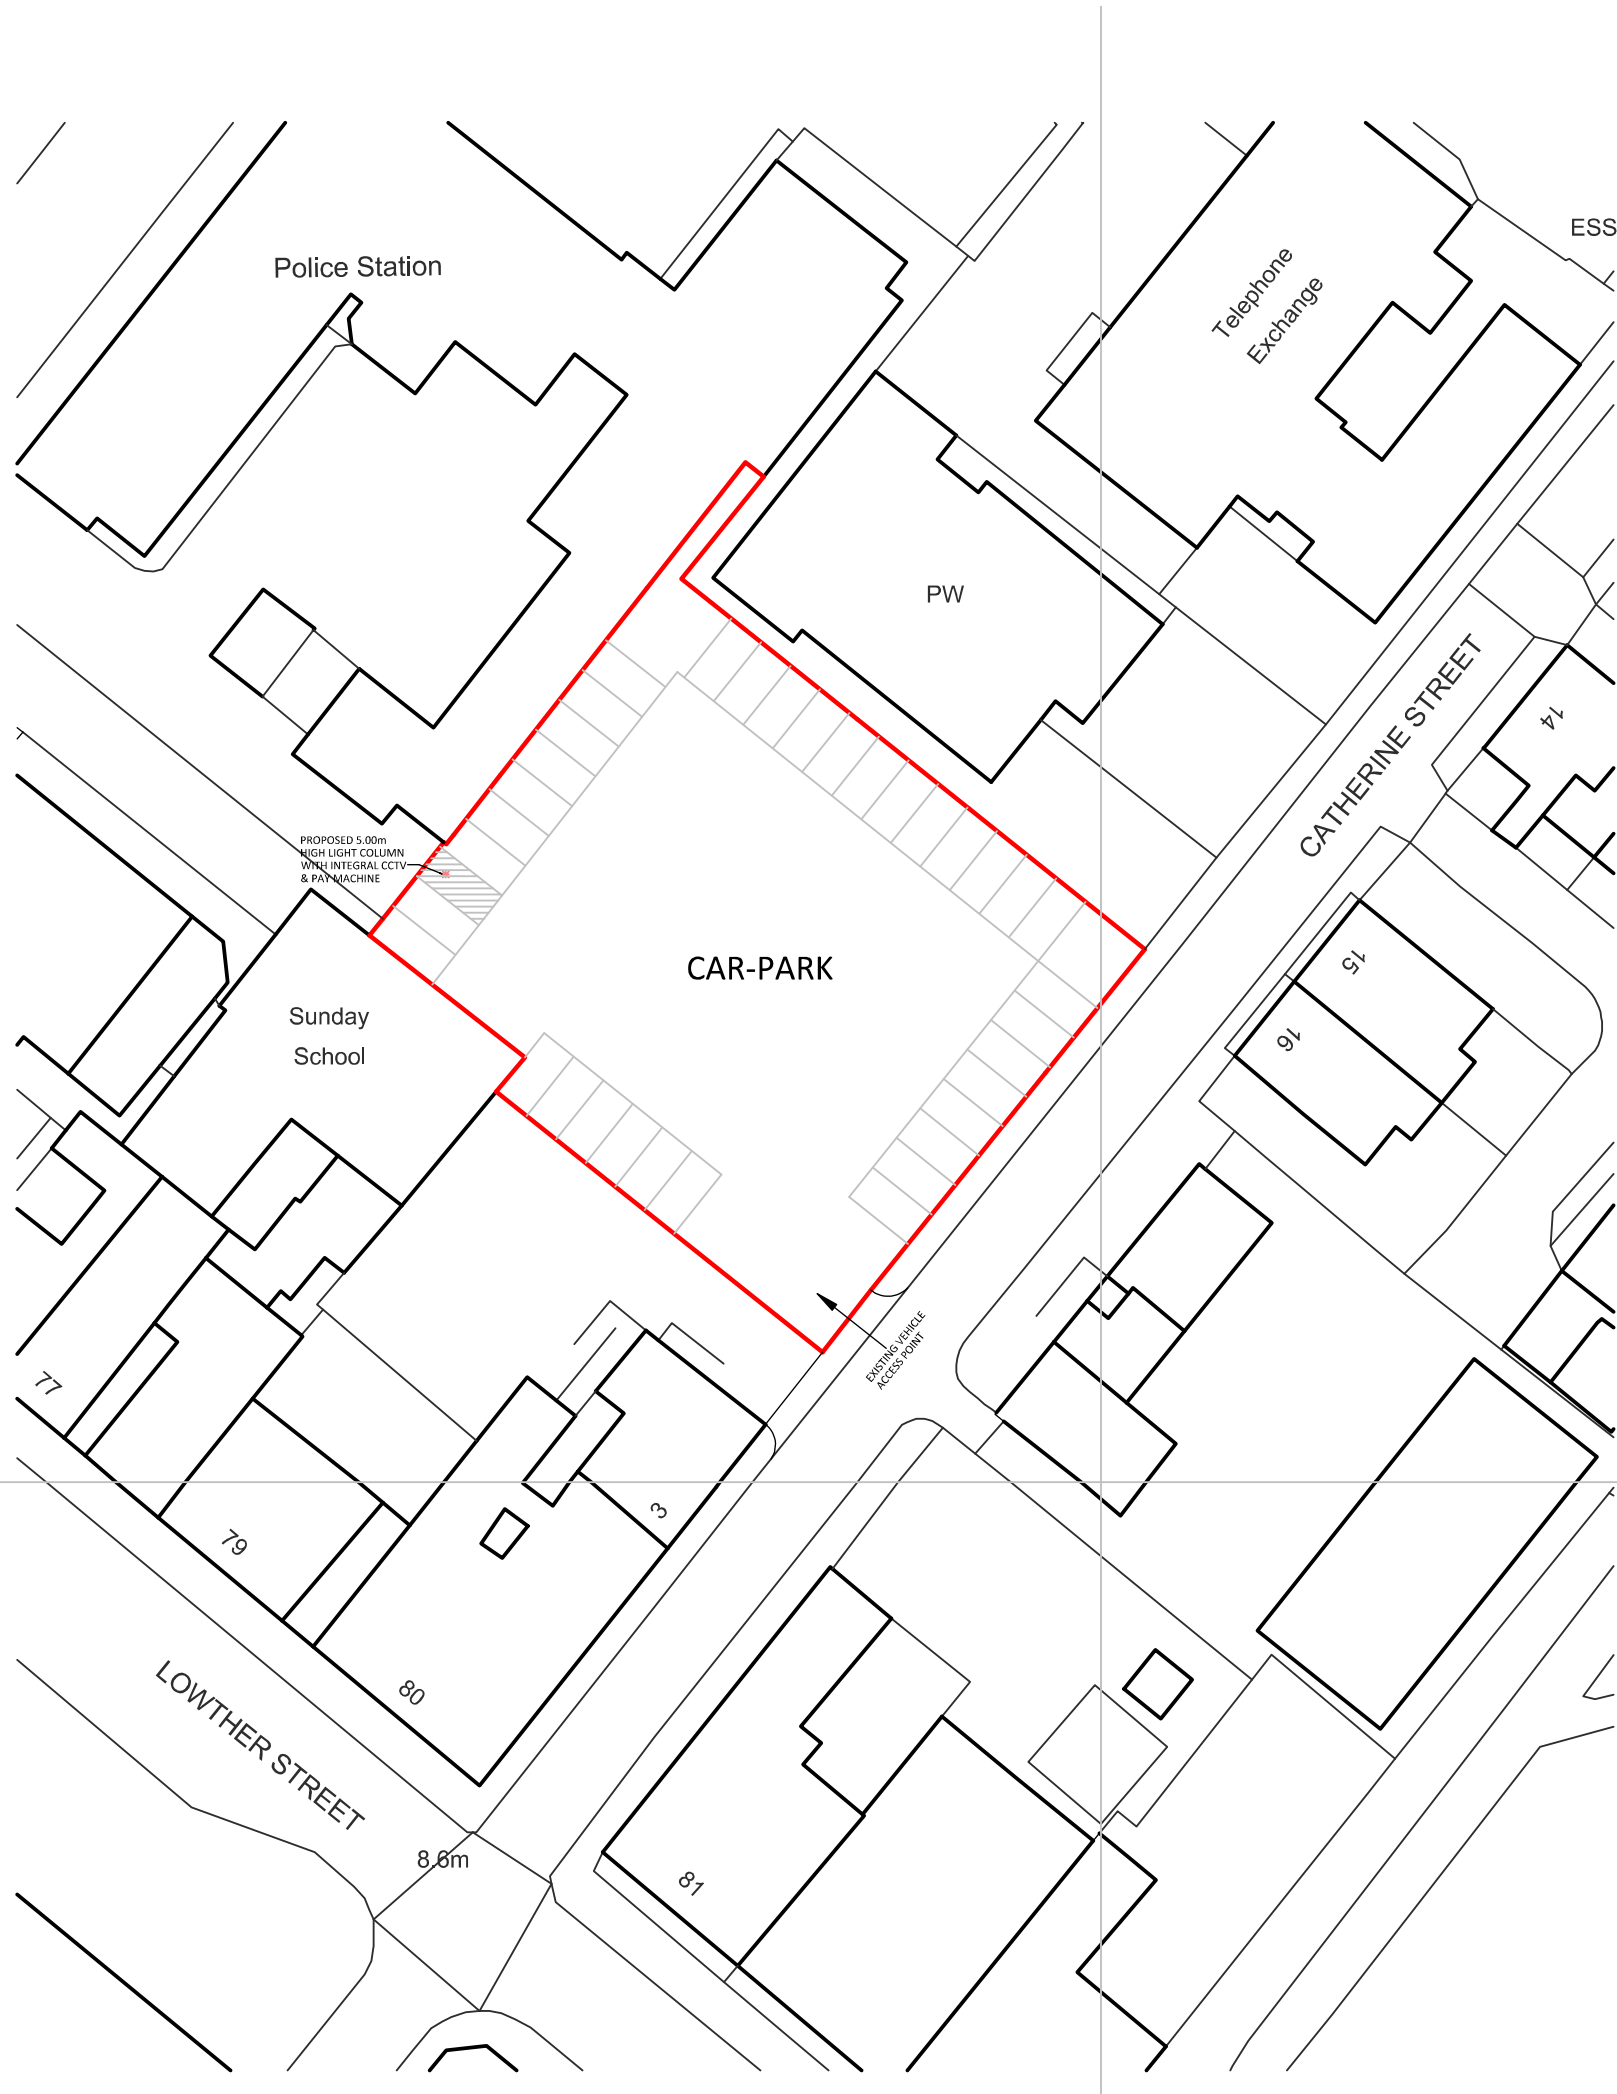 ESS
Police Station
Telephone
Exchange
PW
CATHERINE STREET
14
PROPOSED 5.00m
HIGH LIGHT COLUMN
WITH INTEGRAL CCTV
& PAY MACHINE
CAR-PARK
15
16
Sunday
School
EXISTING VEHICLE
ACCESS POINT
77
79
3
80
LOWTHER STREET
8.6m
81